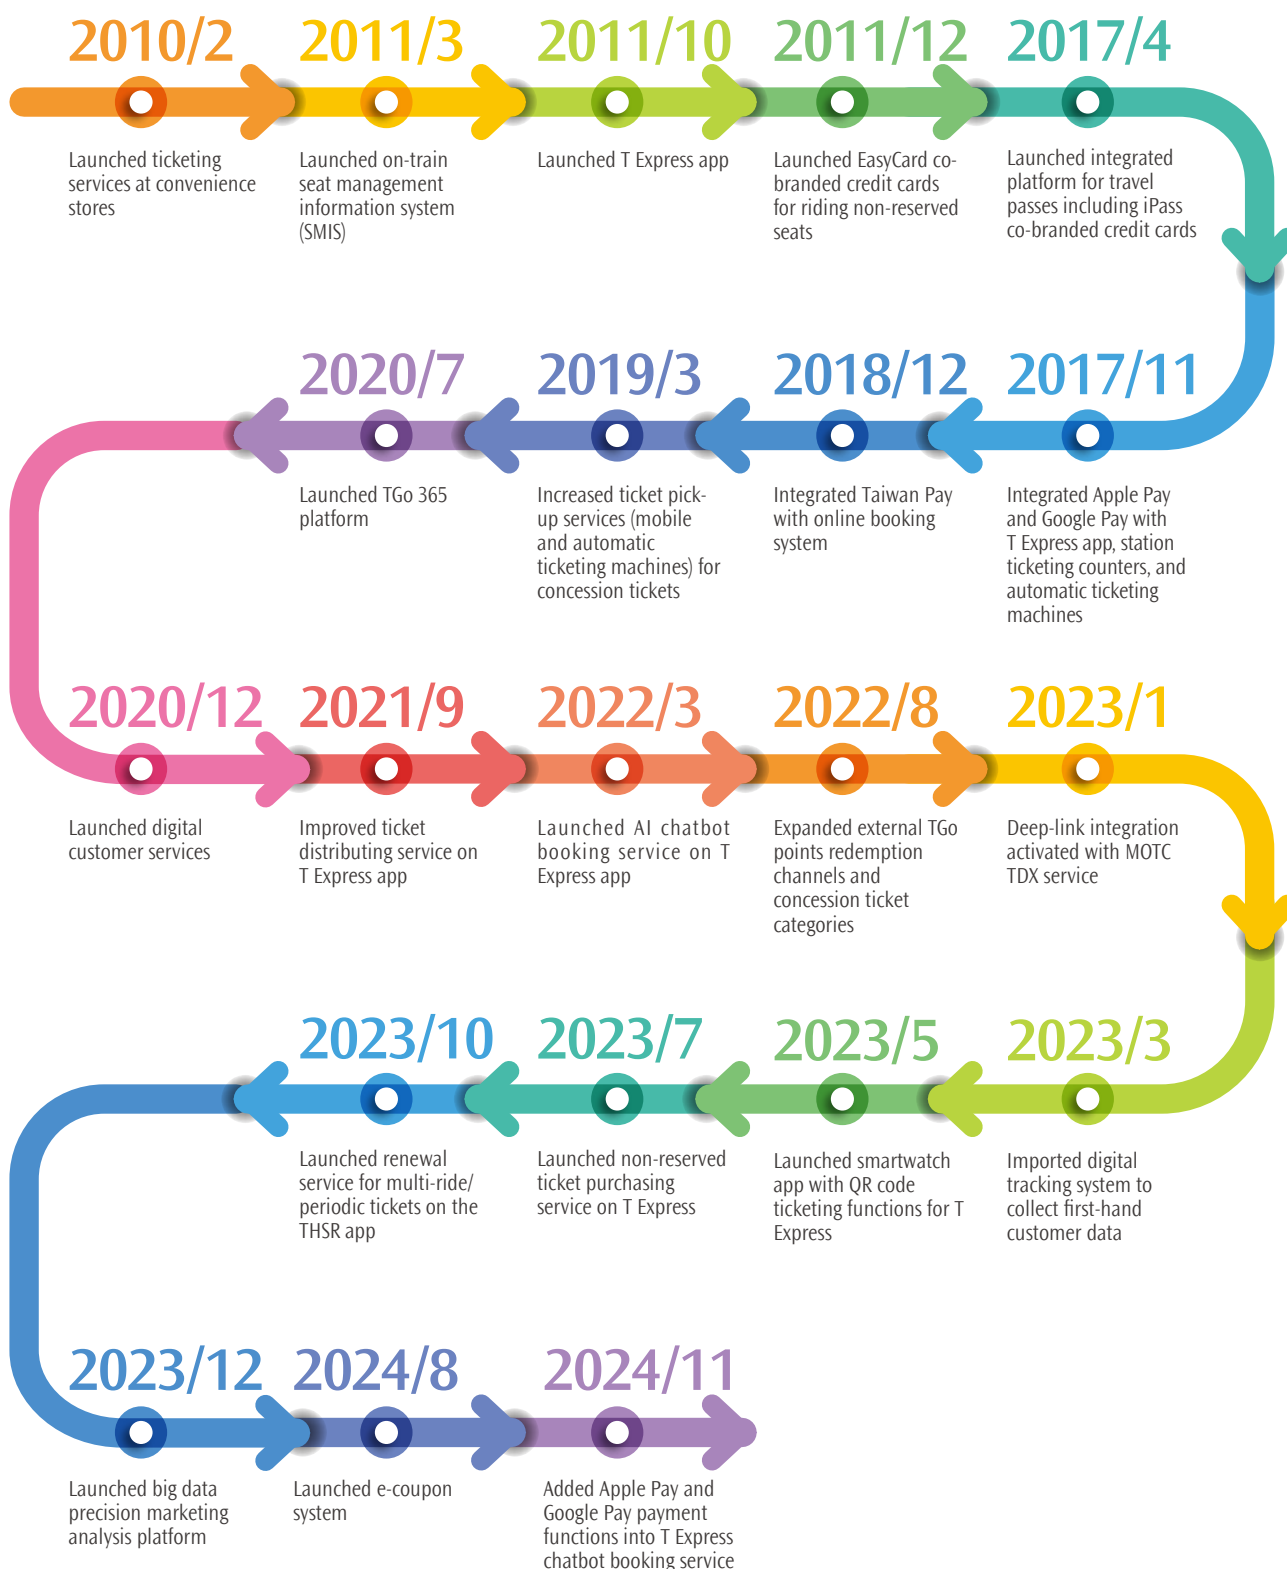 2010/2
Launched ticketing
services at convenience
stores
2011/3
Launched on-train
seat management
information system
(SMIS)
2011/10
Launched T Express app
2011/12
Launched EasyCard co-
branded credit cards
for riding non-reserved
seats
2017/4
Launched integrated
platform for travel
passes including iPass
co-branded credit cards
2017/11
Integrated Apple Pay
and Google Pay with
T Express app, station
ticketing counters, and
automatic ticketing
machines
2018/12
Integrated Taiwan Pay
with online booking
system
2019/3
Increased ticket pick-
up services (mobile
and automatic
ticketing machines) for
concession tickets
2020/7
Launched TGo 365
platform
2020/12
Launched digital
customer services
2021/9
Improved ticket
distributing service on
T Express app
2022/3
Launched AI chatbot
booking service on T
Express app
2022/8
Expanded external TGo
points redemption
channels and
concession ticket
categories
2023/1
Deep-link integration
activated with MOTC
TDX service
2023/3
Imported digital
tracking system to
collect first-hand
customer data
2023/5
Launched smartwatch
app with QR code
ticketing functions for T
Express
2023/7
Launched non-reserved
ticket purchasing
service on T Express
2023/10
Launched renewal
service for multi-ride/
periodic tickets on the
THSR app
2023/12
Launched big data
precision marketing
analysis platform
2024/8
Launched e-coupon
system
2024/11
Added Apple Pay and
Google Pay payment
functions into T Express
chatbot booking service